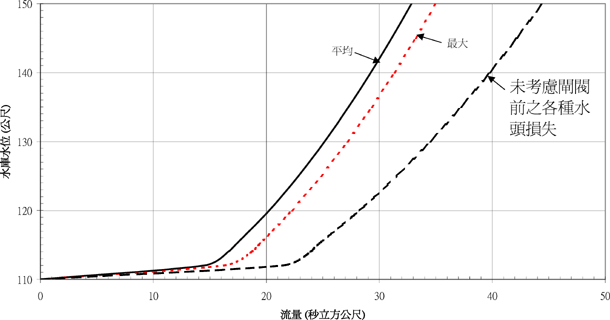 150
140
130
120
110
水庫水位 (公尺)
平均
最大
未考慮閘閥
前之各種水
頭損失
0
10
20
30
40
50
流量 (秒立方公尺)